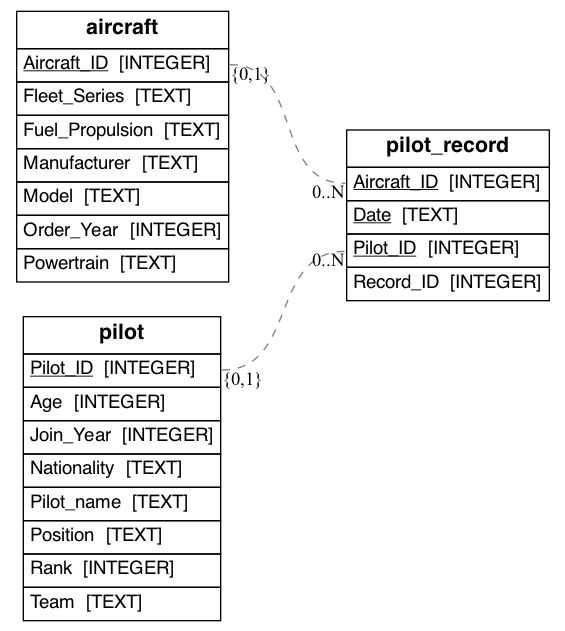 aircraft
Aircraft_ID [INTEGER]
Fleet_Series [TEXT]
Fuel_Propulsion [TEXT]
Manufacturer [TEXT]
Model [TEXT]
Order_Year [INTEGER]
Powertrain [TEXT]
{0,1}
0..N
pilot_record
Aircraft_ID [INTEGER]
Date [TEXT]
Pilot_ID [INTEGER]
Record_ID [INTEGER]
0..N
{0,1}
pilot
Pilot_ID [INTEGER]
Age [INTEGER]
Join_Year [INTEGER]
Nationality [TEXT]
Pilot_name [TEXT]
Position [TEXT]
Rank [INTEGER]
Team [TEXT]